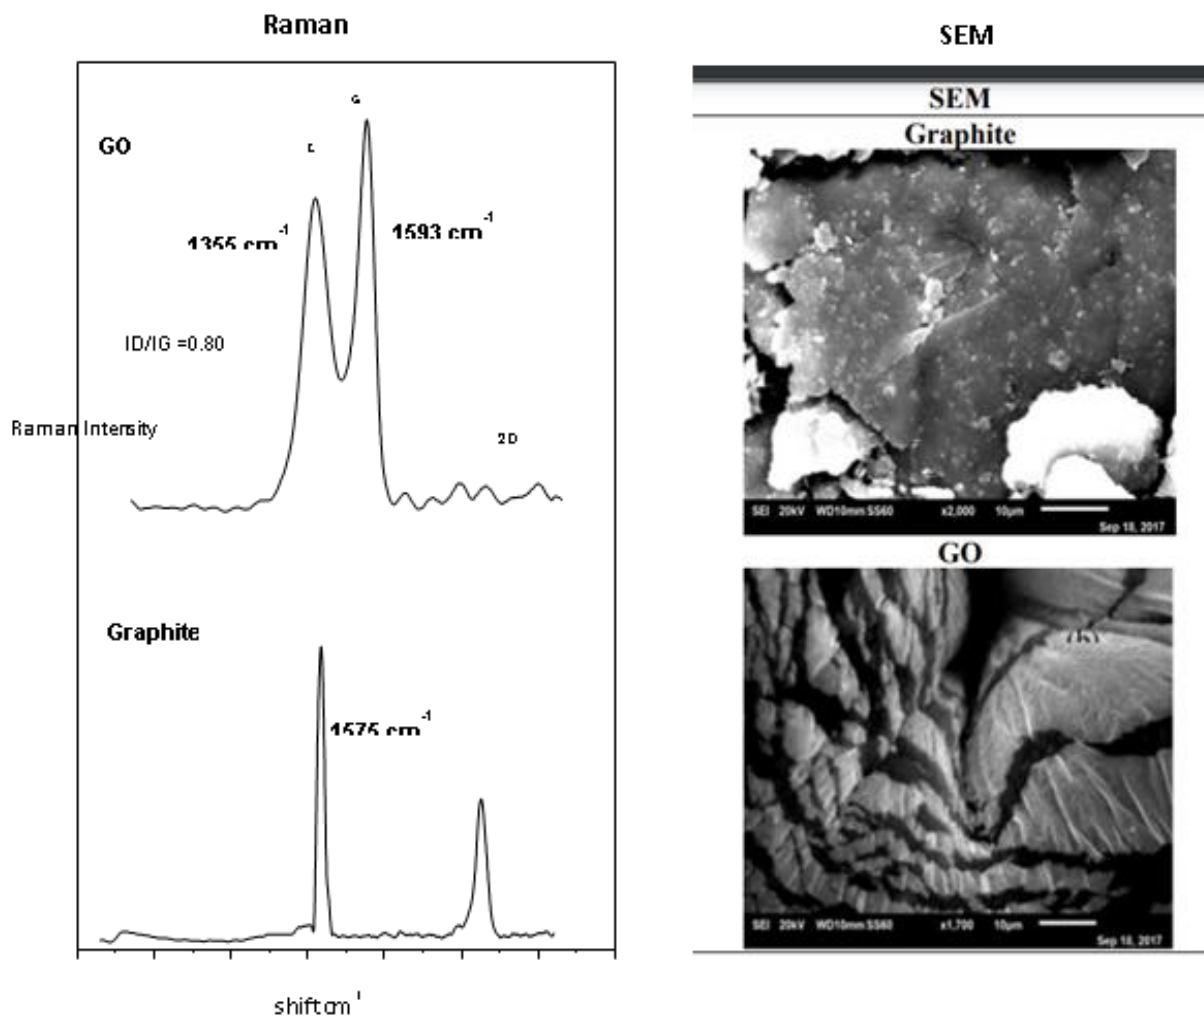 Raman
GO
D
G
1355 cm-1
1593 cm-1
ID/IG =0.80
Raman Intensity
2D
Graphite
1575 cm-1
shift cm
SEM
SEM
Graphite
SEI 20kV WD10mm SS60 x2,000 10µm
Sep 18, 2017
GO
(b)
SEI 20kV WD10mm SS60 x1,700 10µm
Sep 18, 2017